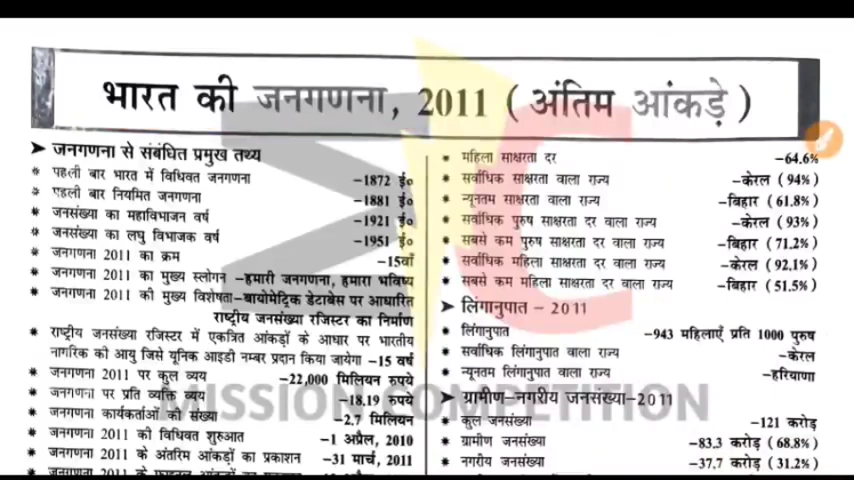 भारत की जनगणना, 2011 ( अंतिम आंकड़े )
➤ जनगणना से संबंधित प्रमुख तथ्य
* पहली बार भारत में विधिवत जनगणना –1872 ई०
* पहली बार नियमित जनगणना –1881 ई०
* जनसंख्या का महाविभाजन वर्ष –1921 ई०
* जनसंख्या का लघु विभाजक वर्ष –1951 ई०
* जनगणना 2011 का क्रम –15वाँ
* जनगणना 2011 का मुख्य स्लोगन –हमारी जनगणना, हमारा भविष्य
* जनगणना 2011 की मुख्य विशेषता–बायोमेट्रिक डेटाबेस पर आधारित
राष्ट्रीय जनसंख्या रजिस्टर का निर्माण
* राष्ट्रीय जनसंख्या रजिस्टर में एकत्रित आंकड़ों के आधार पर भारतीय
नागरिक की आयु जिसे यूनिक आइडी नम्बर प्रदान किया जायेगा –15 वर्ष
* जनगणना 2011 पर कुल व्यय –22,000 मिलियन रुपये
* जनगणना पर प्रति व्यक्ति व्यय –18.19 रुपये
* जनगणना कार्यकर्ताओं की संख्या –2.7 मिलियन
* जनगणना 2011 की विधिवत शुरुआत –1 अप्रैल, 2010
* जनगणना 2011 के अंतरिम आंकड़ों का प्रकाशन –31 मार्च, 2011
* महिला साक्षरता दर –64.6%
* सर्वाधिक साक्षरता वाला राज्य –केरल (94%)
* न्यूनतम साक्षरता वाला राज्य –बिहार (61.8%)
* सर्वाधिक पुरुष साक्षरता दर वाला राज्य –केरल (93%)
* सबसे कम पुरुष साक्षरता दर वाला राज्य –बिहार (71.2%)
* सर्वाधिक महिला साक्षरता दर वाला राज्य –केरल (92.1%)
* सबसे कम महिला साक्षरता दर वाला राज्य –बिहार (51.5%)
➤ लिंगानुपात – 2011
* लिंगानुपात –943 महिलाएँ प्रति 1000 पुरुष
* सर्वाधिक लिंगानुपात वाला राज्य –केरल
* न्यूनतम लिंगानुपात वाला राज्य –हरियाणा
➤ ग्रामीण–नगरीय जनसंख्या–2011
* कुल जनसंख्या –121 करोड़
* ग्रामीण जनसंख्या –83.3 करोड़ (68.8%)
* नगरीय जनसंख्या –37.7 करोड़ (31.2%)
MISSION COMPETITION